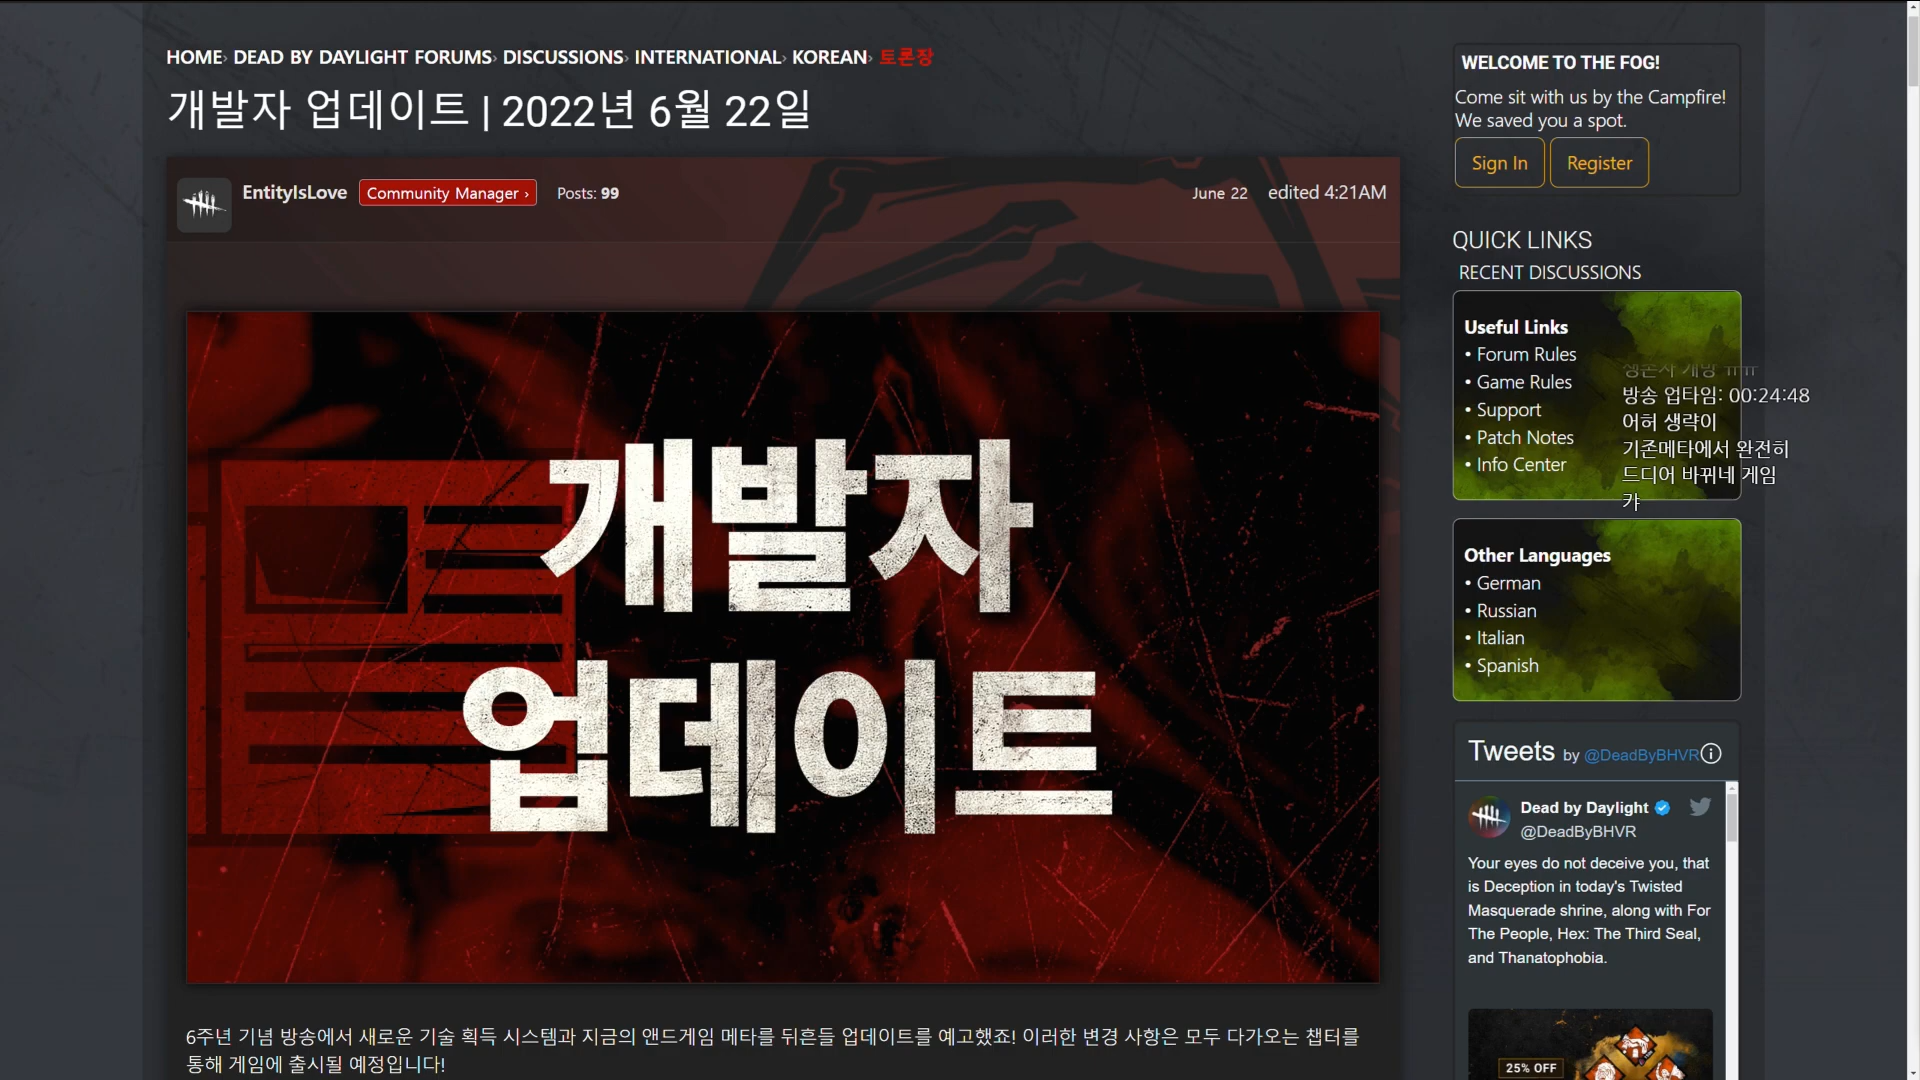 HOME› DEAD BY DAYLIGHT FORUMS› DISCUSSIONS› INTERNATIONAL› KOREAN› 토론장
개발자 업데이트 | 2022년 6월 22일
EntityIsLove Community Manager › Posts: 99 June 22 edited 4:21AM
개발자
업데이트
6주년 기념 방송에서 새로운 기술 획득 시스템과 지금의 앤드게임 메타를 뒤흔들 업데이트를 예고했죠! 이러한 변경 사항은 모두 다가오는 챕터를
통해 게임에 출시될 예정입니다!
WELCOME TO THE FOG!
Come sit with us by the Campfire!
We saved you a spot.
Sign In Register
QUICK LINKS
RECENT DISCUSSIONS
Useful Links
• Forum Rules
• Game Rules
• Support
• Patch Notes
• Info Center
생존자 개방 ㅠㅠ
방송 업타임: 00:24:48
어허 생략이
기존메타에서 완전히
드디어 바뀌네 게임
캬
Other Languages
• German
• Russian
• Italian
• Spanish
Tweets by @DeadByBHVR
Dead by Daylight
@DeadByBHVR
Your eyes do not deceive you, that
is Deception in today's Twisted
Masquerade shrine, along with For
The People, Hex: The Third Seal,
and Thanatophobia.
25% OFF